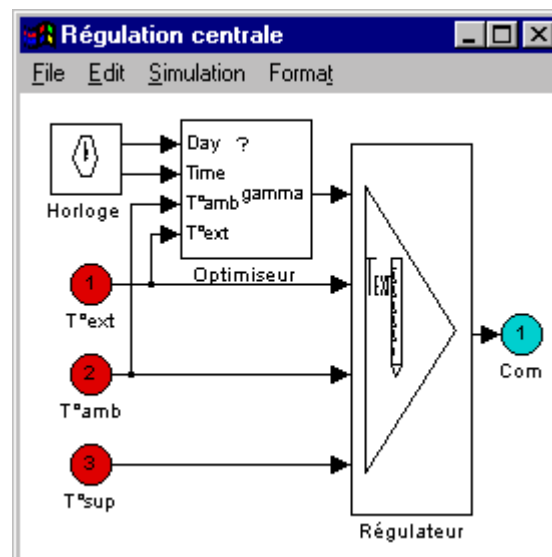 Régulation centrale
File Edit Simulation Format
Day ?
Time
T°amb gamma
T°ext
Horloge
Optimiseur
1
T°ext
TEXT
2
T°amb
1
Com
3
T°sup
Régulateur